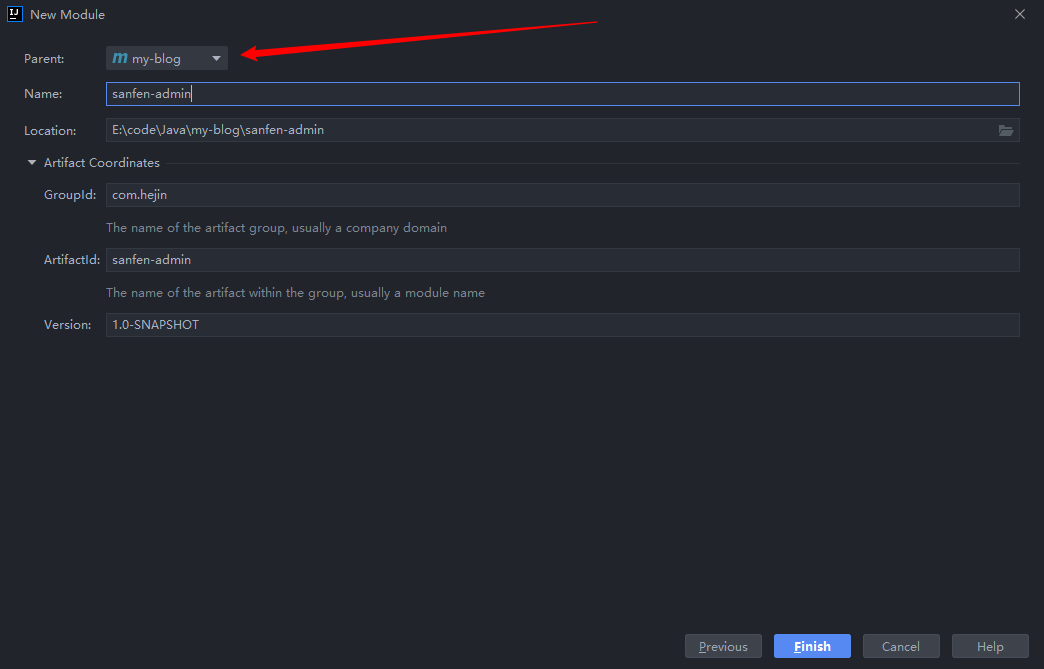 New Module
Parent: m my-blog
Name: sanfen-admin
Location: E:\code\Java\my-blog\sanfen-admin
Artifact Coordinates
GroupId: com.hejin
The name of the artifact group, usually a company domain
ArtifactId: sanfen-admin
The name of the artifact within the group, usually a module name
Version: 1.0-SNAPSHOT
Previous Finish Cancel Help